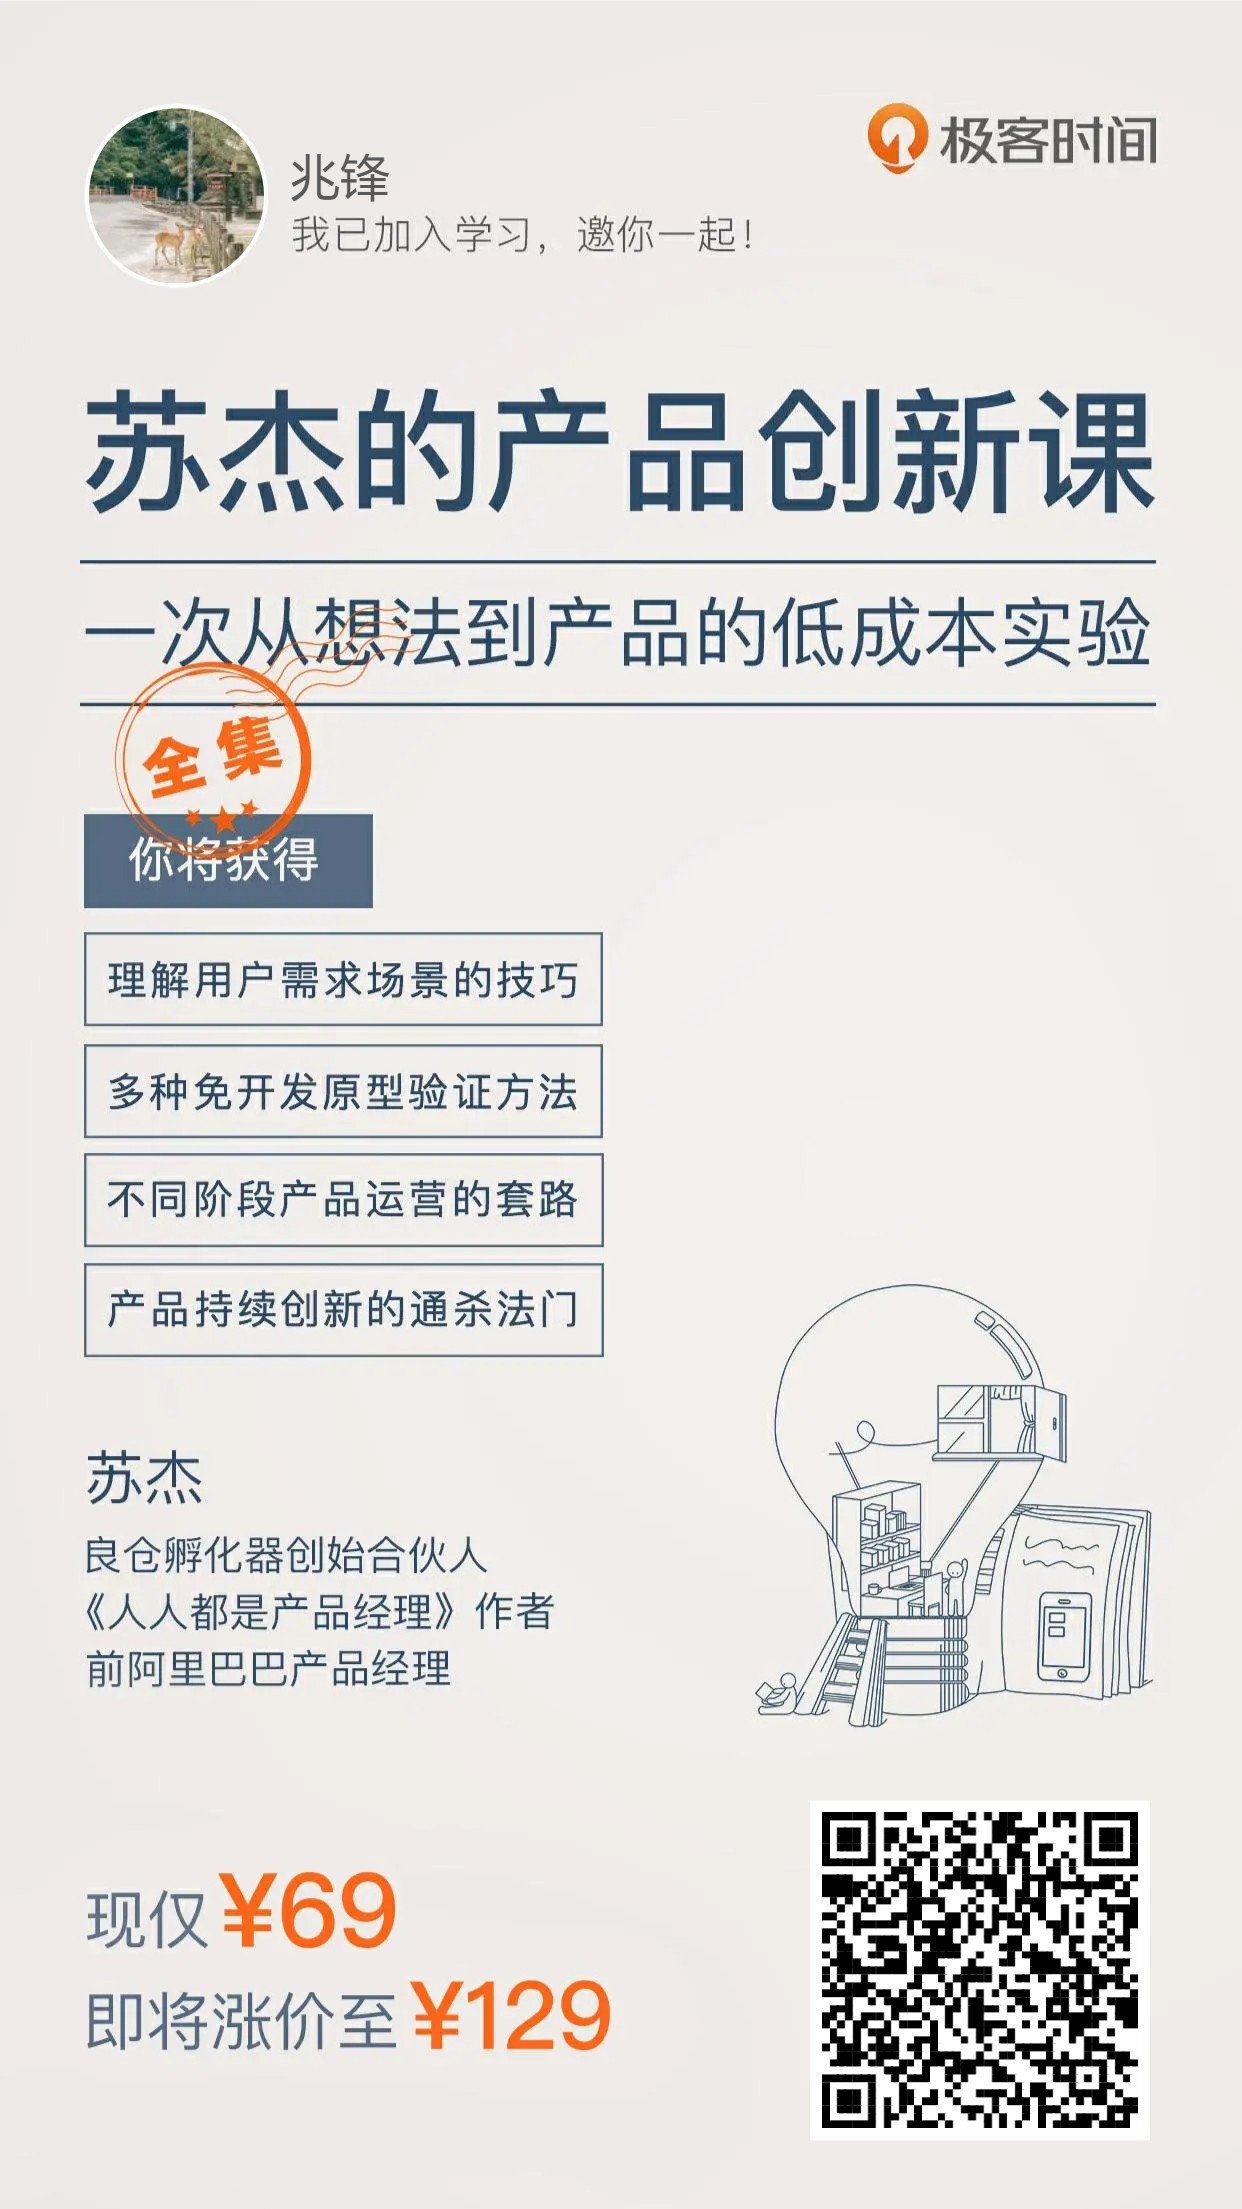 兆锋
我已加入学习，邀你一起！
极客时间
苏杰的产品创新课
一次从想法到产品的低成本实验
全集
你将获得
理解用户需求场景的技巧
多种免开发原型验证方法
不同阶段产品运营的套路
产品持续创新的通杀法门
苏杰
良仓孵化器创始合伙人
《人人都是产品经理》作者
前阿里巴巴产品经理
现仅¥69
即将涨价至¥129